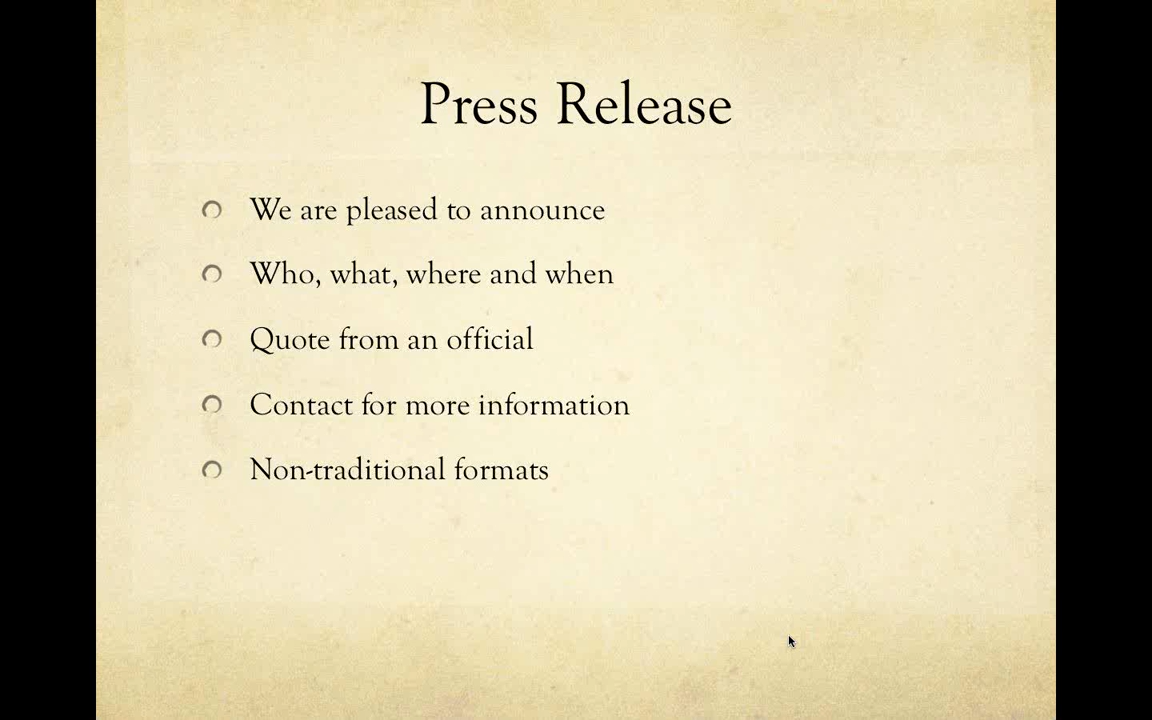 Press Release
We are pleased to announce
Who, what, where and when
Quote from an official
Contact for more information
Non-traditional formats